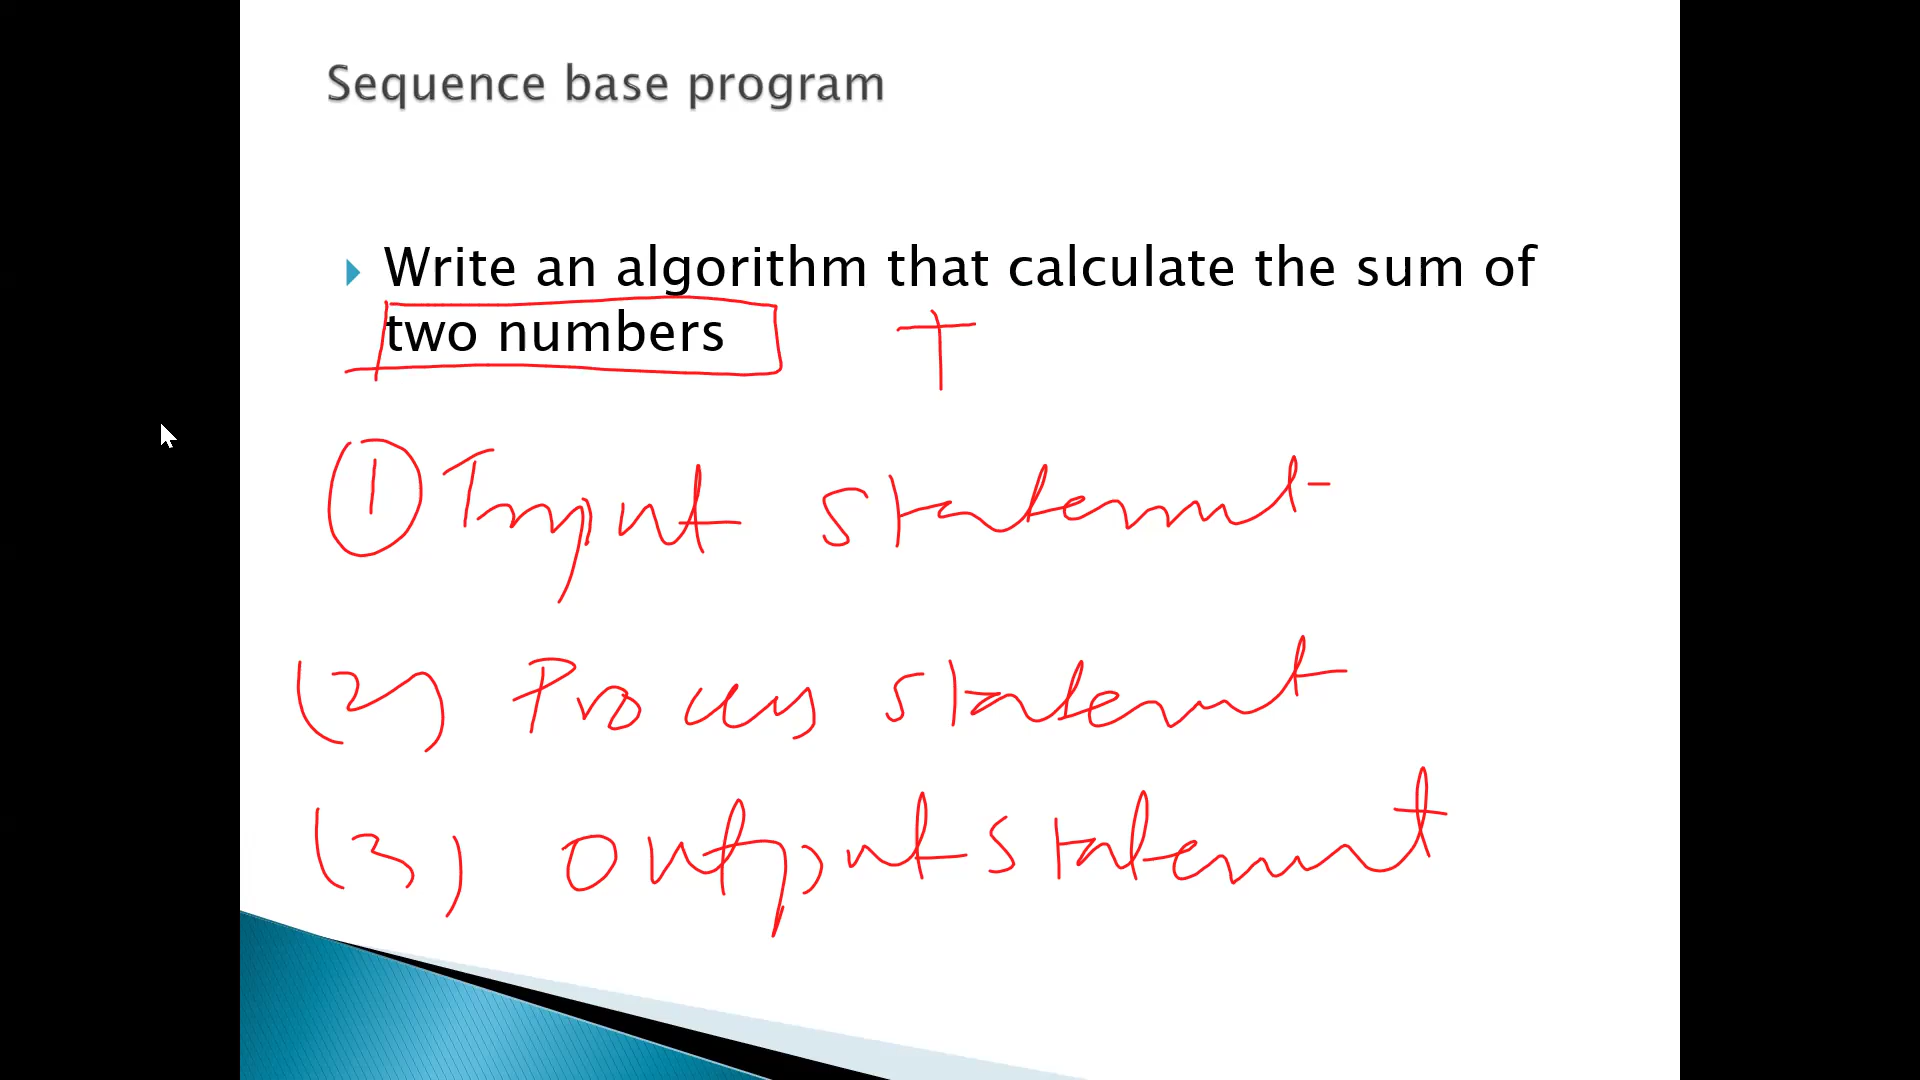 Sequence base program
Write an algorithm that calculate the sum of
two numbers +
① Input statement
(2) Process statement
(3) Output statement